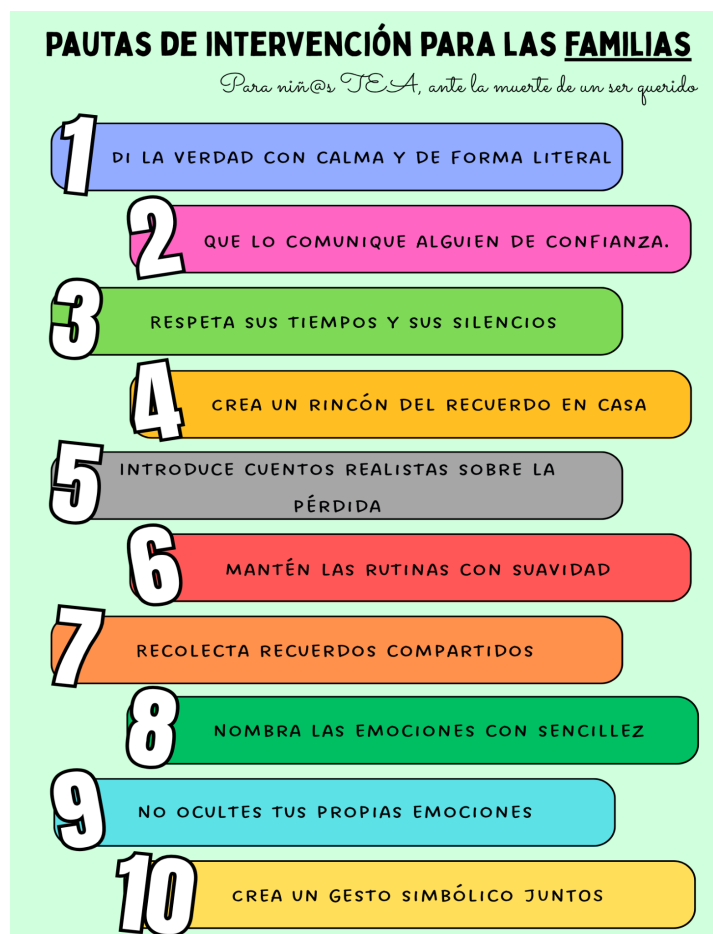 PAUTAS DE INTERVENCIÓN PARA LAS FAMILIAS
Para niñ@s TEA, ante la muerte de un ser querido
1 DI LA VERDAD CON CALMA Y DE FORMA LITERAL
2 QUE LO COMUNIQUE ALGUIEN DE CONFIANZA.
3 RESPETA SUS TIEMPOS Y SUS SILENCIOS
4 CREA UN RINCÓN DEL RECUERDO EN CASA
5 INTRODUCE CUENTOS REALISTAS SOBRE LA
PÉRDIDA
6 MANTÉN LAS RUTINAS CON SUAVIDAD
7 RECOLECTA RECUERDOS COMPARTIDOS
8 NOMBRA LAS EMOCIONES CON SENCILLEZ
9 NO OCULTES TUS PROPIAS EMOCIONES
10 CREA UN GESTO SIMBÓLICO JUNTOS